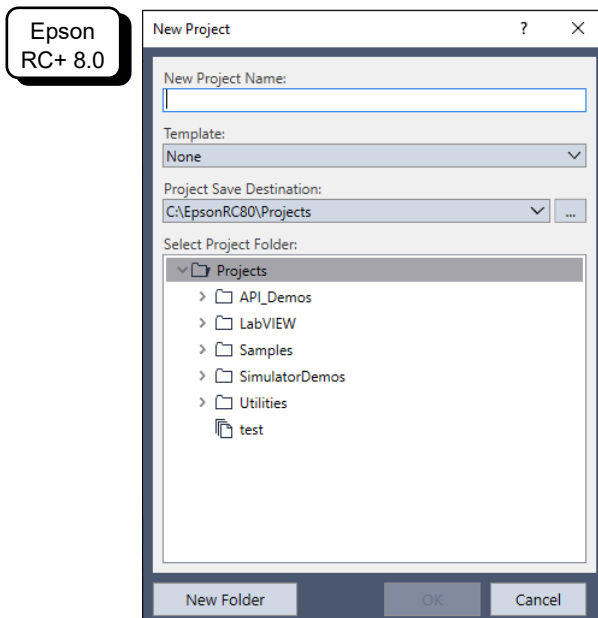 Epson
RC+ 8.0
New Project
?
New Project Name:
Template:
None
Project Save Destination:
C:\EpsonRC80\Projects
...
Select Project Folder:
Projects
API_Demos
LabVIEW
Samples
SimulatorDemos
Utilities
test
New Folder
OK
Cancel